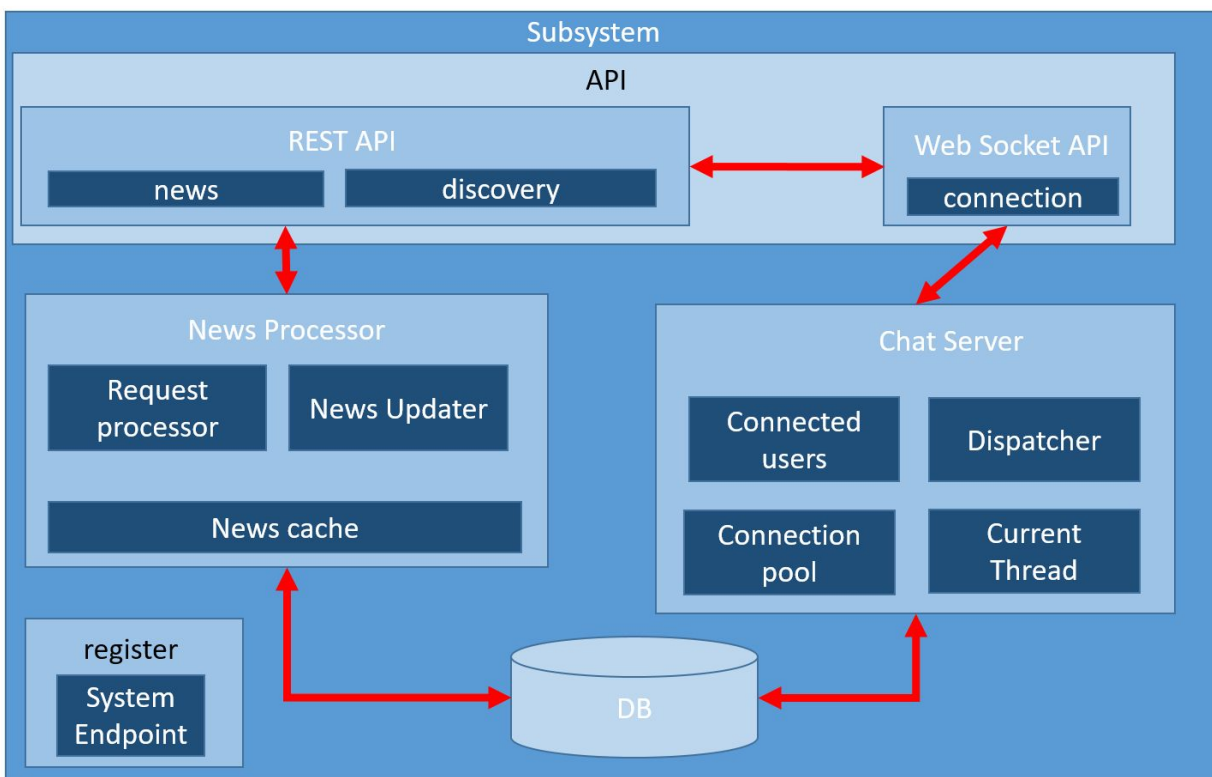 Subsystem
API
REST API
news
discovery
Web Socket API
connection
News Processor
Request
processor
News Updater
News cache
Chat Server
Connected
users
Dispatcher
Connection
pool
Current
Thread
register
System
Endpoint
DB